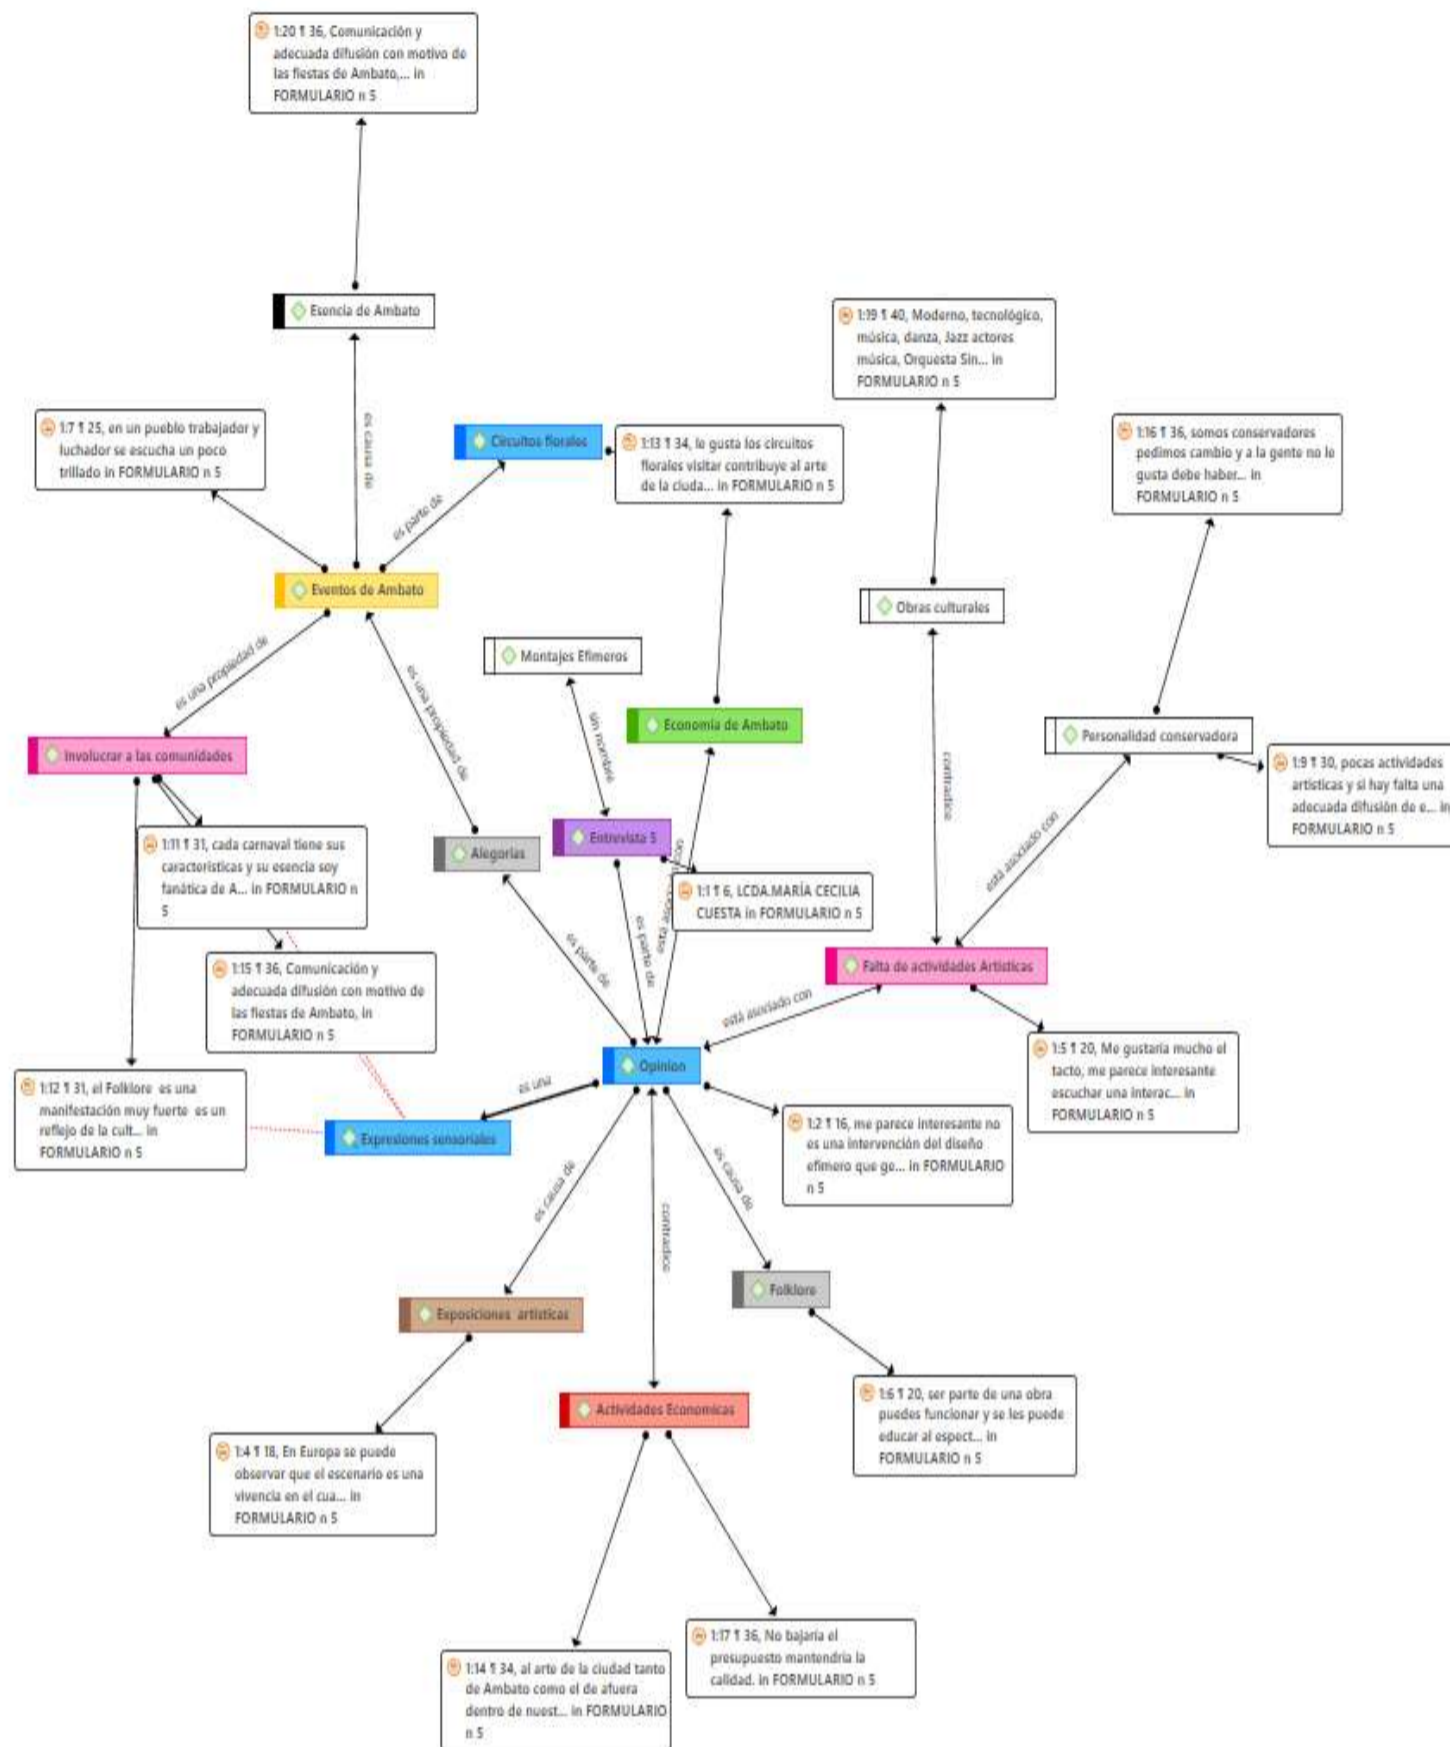 1:20 ¶ 36, Comunicación y
adecuada difusión con motivo de
las fiestas de Ambato,... in
FORMULARIO n 5
Esencia de Ambato
1:19 ¶ 40, Moderno, tecnológico,
música, danza, Jazz actores
música, Orquesta Sin... in
FORMULARIO n 5
es causa de
1:7 ¶ 25, en un pueblo trabajador y
luchador se escucha un poco
trillado in FORMULARIO n 5
Circuitos florales
1:13 ¶ 34, le gusta los circuitos
florales visitar contribuye al arte
de la ciuda... in FORMULARIO n 5
1:16 ¶ 36, somos conservadores
pedimos cambio y a la gente no le
gusta debe haber... in
FORMULARIO n 5
es parte de
Eventos de Ambato
Obras culturales
es una propiedad de
es una propiedad de
Montajes Efímeros
sin nombre
Economía de Ambato
contradice
Personalidad conservadora
Involucrar a las comunidades
1:9 ¶ 30, pocas actividades
artísticas y si hay falta una
adecuada difusión de e... in
FORMULARIO n 5
1:11 ¶ 31, cada carnaval tiene sus
características y su esencia soy
fanática de A... in FORMULARIO n
5
Alegorías
Entrevista 5
está asociado con
1:1 ¶ 6, LCDA.MARÍA CECILIA
CUESTA in FORMULARIO n 5
es parte de
es parte de
1:15 ¶ 36, Comunicación y
adecuada difusión con motivo de
las fiestas de Ambato, in
FORMULARIO n 5
Falta de actividades Artísticas
está asociado con
1:5 ¶ 20, Me gustaría mucho el
tacto, me parece interesante
escuchar una interac... in
FORMULARIO n 5
Opinion
es una
1:12 ¶ 31, el Folklore es una
manifestación muy fuerte es un
reflejo de la cult... in
FORMULARIO n 5
Expresiones sensoriales
1:2 ¶ 16, me parece interesante no
es una intervención del diseño
efímero que ge... in FORMULARIO
n 5
es causa de
contradice
es causa de
Folklore
Exposiciones artísticas
Actividades Economicas
1:6 ¶ 20, ser parte de una obra
puedes funcionar y se les puede
educar al espect... in
FORMULARIO n 5
1:4 ¶ 18, En Europa se puede
observar que el escenario es una
vivencia en el cua... in
FORMULARIO n 5
1:17 ¶ 36, No bajaría el
presupuesto mantendría la
calidad. in FORMULARIO n 5
1:14 ¶ 34, al arte de la ciudad tanto
de Ambato como el de afuera
dentro de nuest... in FORMULARIO
n 5